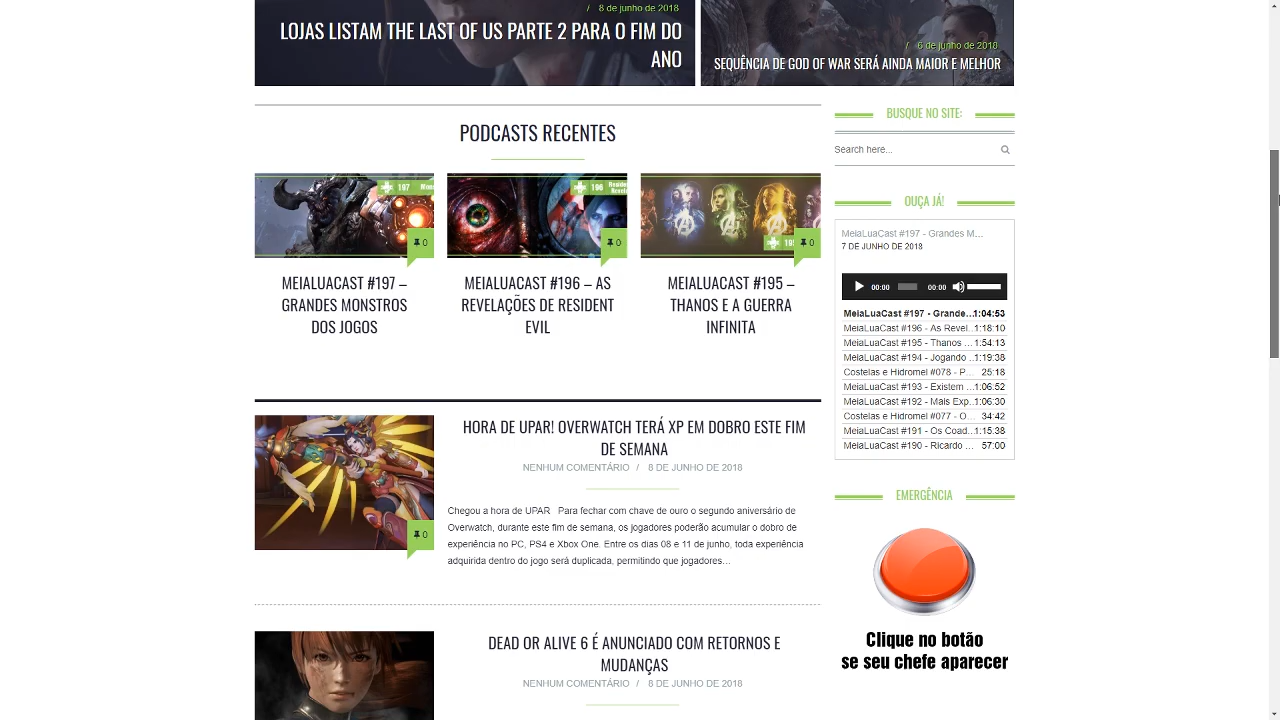 / 8 de junho de 2018
LOJAS LISTAM THE LAST OF US PARTE 2 PARA O FIM DO
ANO
/ 6 de junho de 2018
SEQUÊNCIA DE GOD OF WAR SERÁ AINDA MAIOR E MELHOR
PODCASTS RECENTES
197
0
MEIALUACAST #197 –
GRANDES MONSTROS
DOS JOGOS
196
0
MEIALUACAST #196 – AS
REVELAÇÕES DE RESIDENT
EVIL
0
MEIALUACAST #195 –
THANOS E A GUERRA
INFINITA
HORA DE UPAR! OVERWATCH TERÁ XP EM DOBRO ESTE FIM
DE SEMANA
NENHUM COMENTÁRIO / 8 DE JUNHO DE 2018
0
Chegou a hora de UPAR Para fechar com chave de ouro o segundo aniversário de
Overwatch, durante este fim de semana, os jogadores poderão acumular o dobro de
experiência no PC, PS4 e Xbox One. Entre os dias 08 e 11 de junho, toda experiência
adquirida dentro do jogo será duplicada, permitindo que jogadores…
DEAD OR ALIVE 6 É ANUNCIADO COM RETORNOS E
MUDANÇAS
NENHUM COMENTÁRIO / 8 DE JUNHO DE 2018
BUSQUE NO SITE:
Search here...
OUÇA JÁ!
MeiaLuaCast #197 - Grandes M...
7 DE JUNHO DE 2018
00:00 00:00
MeiaLuaCast #197 - Grande... 1:04:53
MeiaLuaCast #196 - As Revel... 1:18:10
MeiaLuaCast #195 - Thanos ... 1:54:13
MeiaLuaCast #194 - Jogando ... 1:19:38
Costelas e Hidromel #078 - P... 25:18
MeiaLuaCast #193 - Existem ... 1:06:52
MeiaLuaCast #192 - Mais Exp... 1:06:30
Costelas e Hidromel #077 - O... 34:42
MeiaLuaCast #191 - Os Coad... 1:15:38
MeiaLuaCast #190 - Ricardo ... 57:00
EMERGÊNCIA
Clique no botão
se seu chefe aparecer